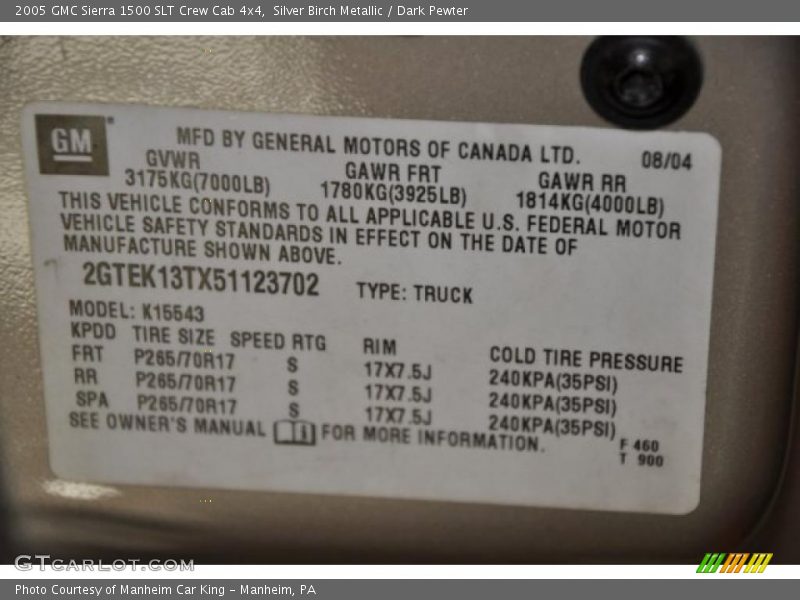 2005 GMC Sierra 1500 SLT Crew Cab 4x4,  Silver Birch Metallic / Dark Pewter
GM
MFD BY GENERAL MOTORS OF CANADA LTD. 08/04
GVWR GAWR FRT GAWR RR
3175KG(7000LB) 1780KG(3925LB) 1814KG(4000LB)
THIS VEHICLE CONFORMS TO ALL APPLICABLE U.S. FEDERAL MOTOR
VEHICLE SAFETY STANDARDS IN EFFECT ON THE DATE OF
MANUFACTURE SHOWN ABOVE.
2GTEK13TX51123702 TYPE: TRUCK
MODEL: K15543
KPDD TIRE SIZE SPEED RTG RIM COLD TIRE PRESSURE
FRT P265/70R17 S 17X7.5J 240KPA(35PSI)
RR P265/70R17 S 17X7.5J 240KPA(35PSI)
SPA P265/70R17 S 17X7.5J 240KPA(35PSI)
SEE OWNER'S MANUAL FOR MORE INFORMATION.
F 460
T 900
GTCARLOT.COM
Photo Courtesy of Manheim Car King - Manheim, PA